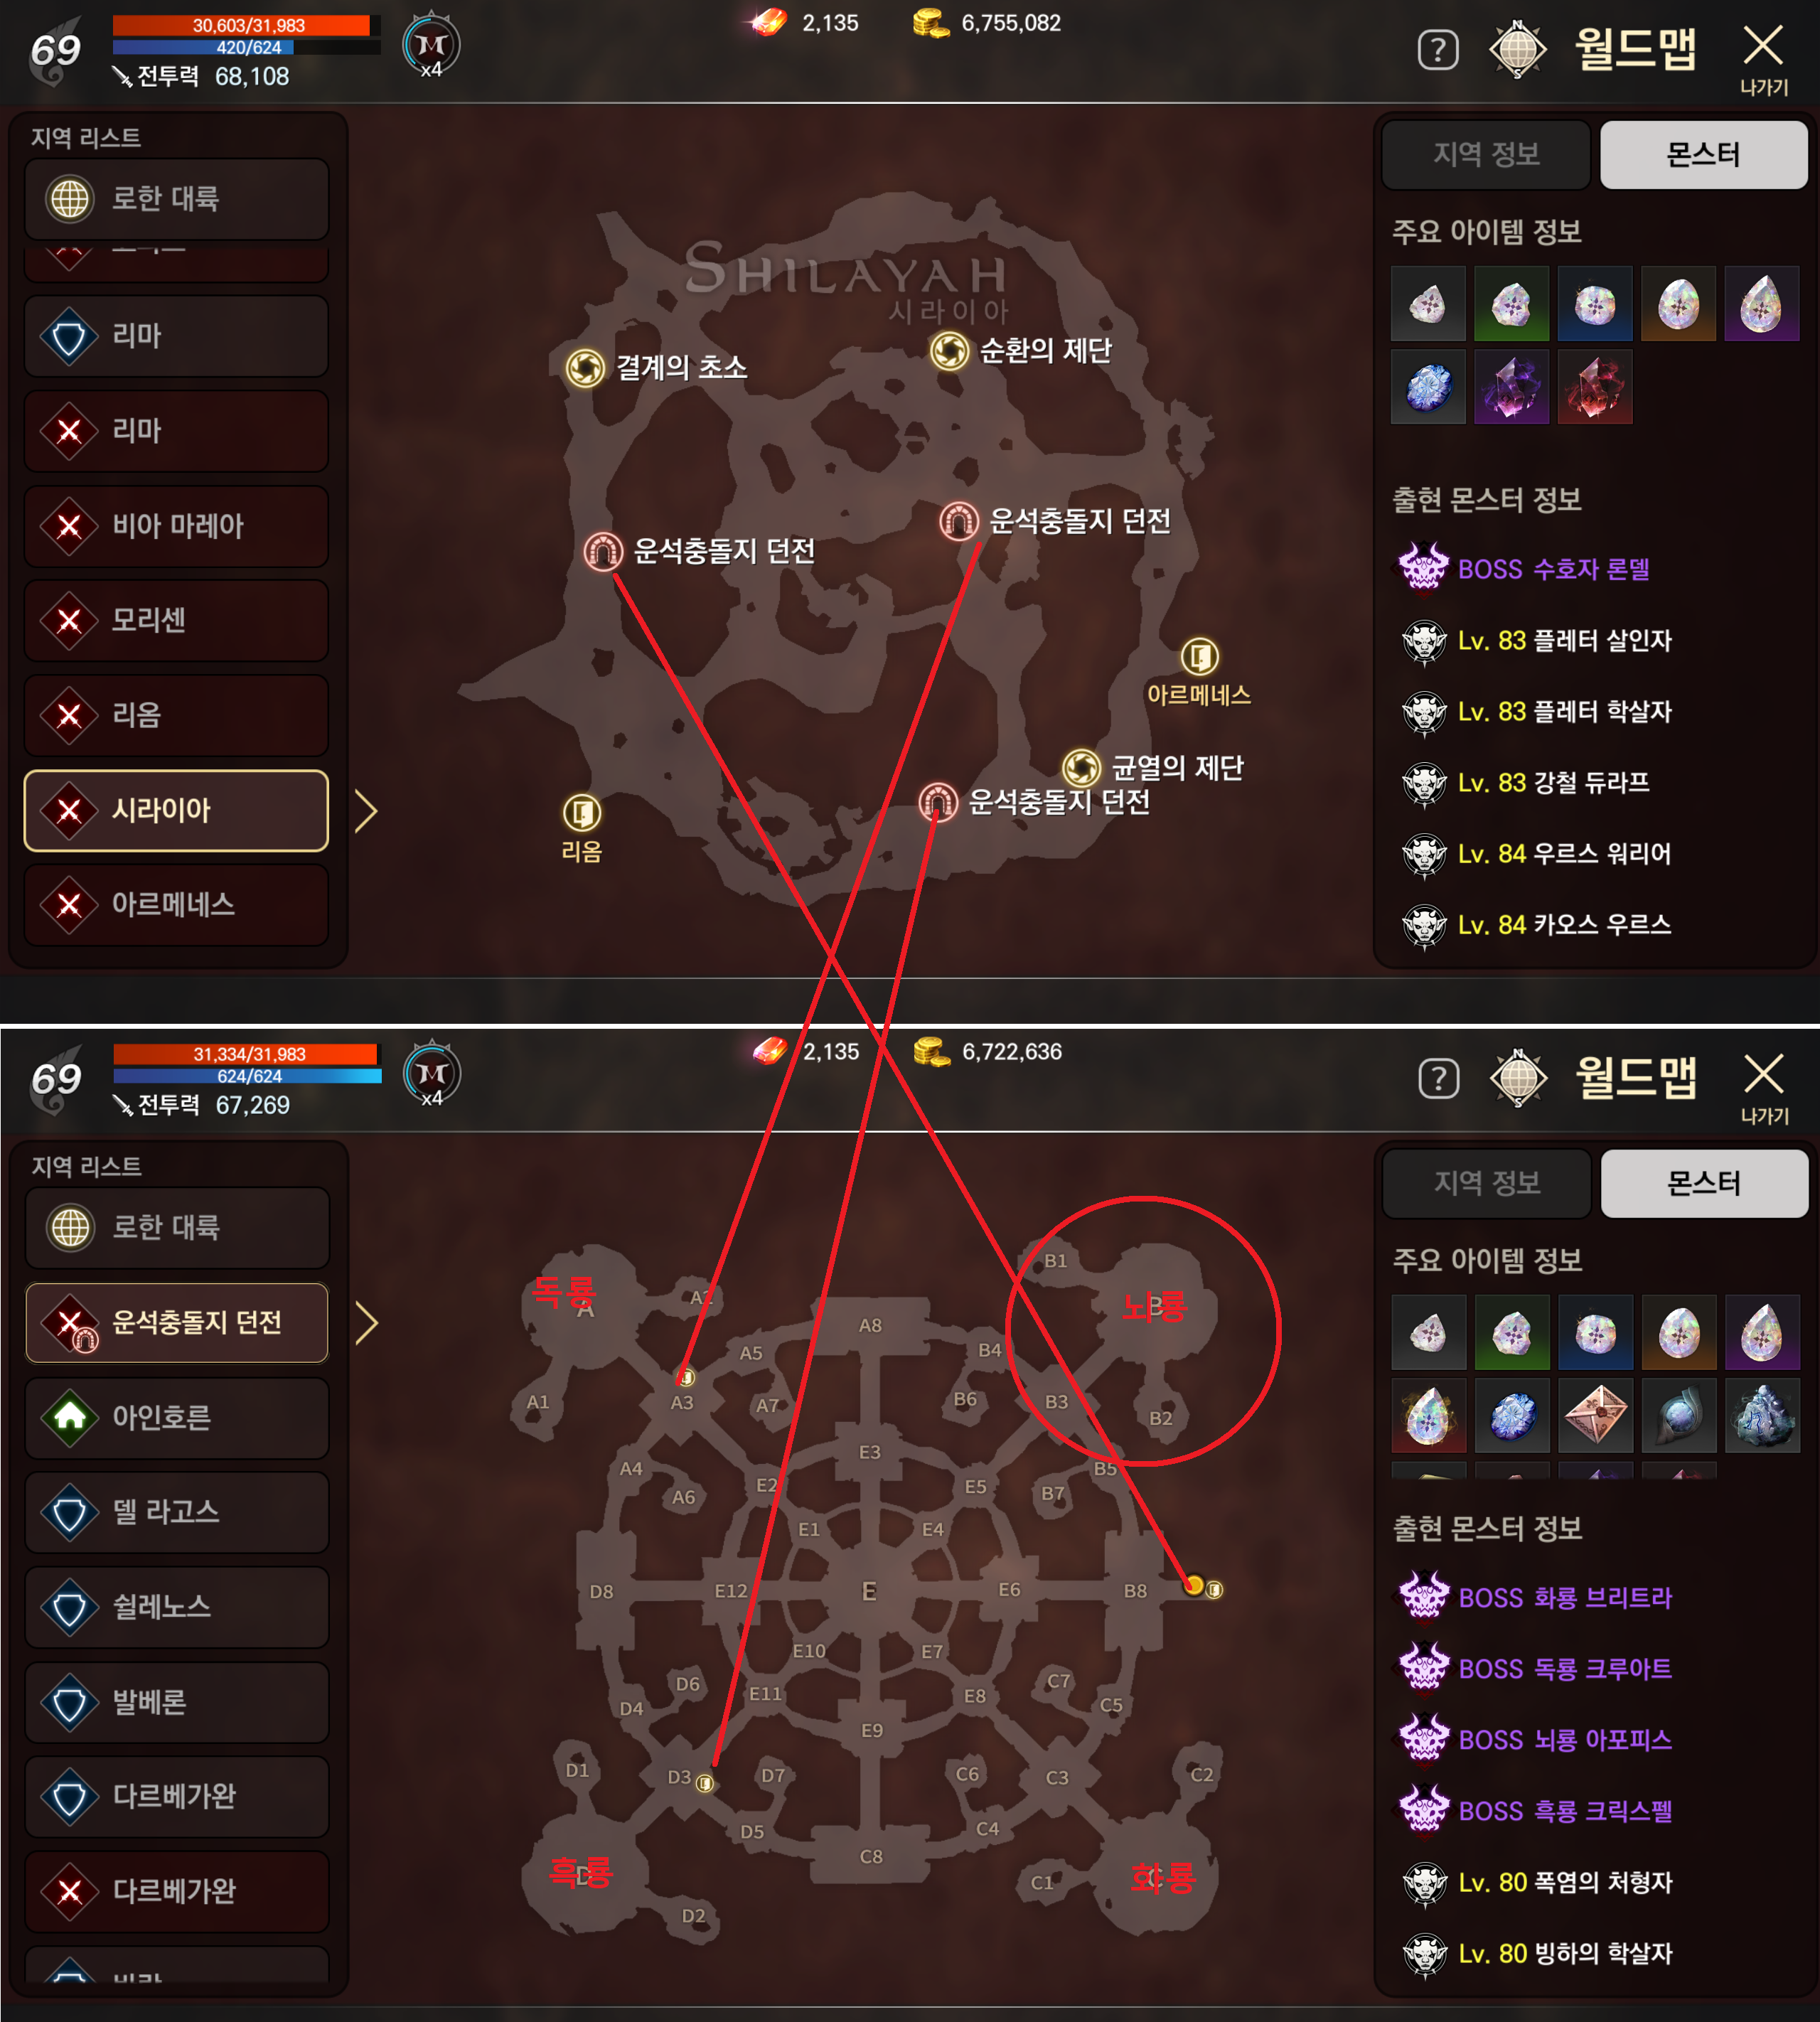 69
30,603/31,983
420/624
전투력 68,108
x4
2,135
6,755,082
?
N
S
월드맵
나가기
지역 리스트
로한 대륙
리마
리마
비아 마레아
모리센
리옴
시라이아
아르메네스
SHILAYAH
시라이아
결계의 초소
순환의 제단
운석충돌지 던전
운석충돌지 던전
아르메네스
균열의 제단
운석충돌지 던전
리옴
지역 정보
몬스터
주요 아이템 정보
출현 몬스터 정보
BOSS 수호자 론델
Lv. 83 플레터 살인자
Lv. 83 플레터 학살자
Lv. 83 강철 듀라프
Lv. 84 우르스 워리어
Lv. 84 카오스 우르스
69
31,334/31,983
624/624
전투력 67,269
x4
2,135
6,722,636
?
N
S
월드맵
나가기
지역 리스트
로한 대륙
운석충돌지 던전
아인호른
델 라고스
쉴레노스
발베론
다르베가완
다르베가완
B1
독룡
A
A2
뇌룡
B
A8
A5
B4
A1
A3
A7
B6
B3
B2
E3
A4
A6
E2
E5
B7
B5
E1
E4
D8
E12
E
E6
B8
E10
E7
D6
D4
E11
E8
C7
C5
E9
D1
D3
D7
C6
C3
C2
D5
C4
C8
흑룡
D
화룡
C1
D2
지역 정보
몬스터
주요 아이템 정보
출현 몬스터 정보
BOSS 화룡 브리트라
BOSS 독룡 크루아트
BOSS 뇌룡 아포피스
BOSS 흑룡 크릭스펠
Lv. 80 폭염의 처형자
Lv. 80 빙하의 학살자